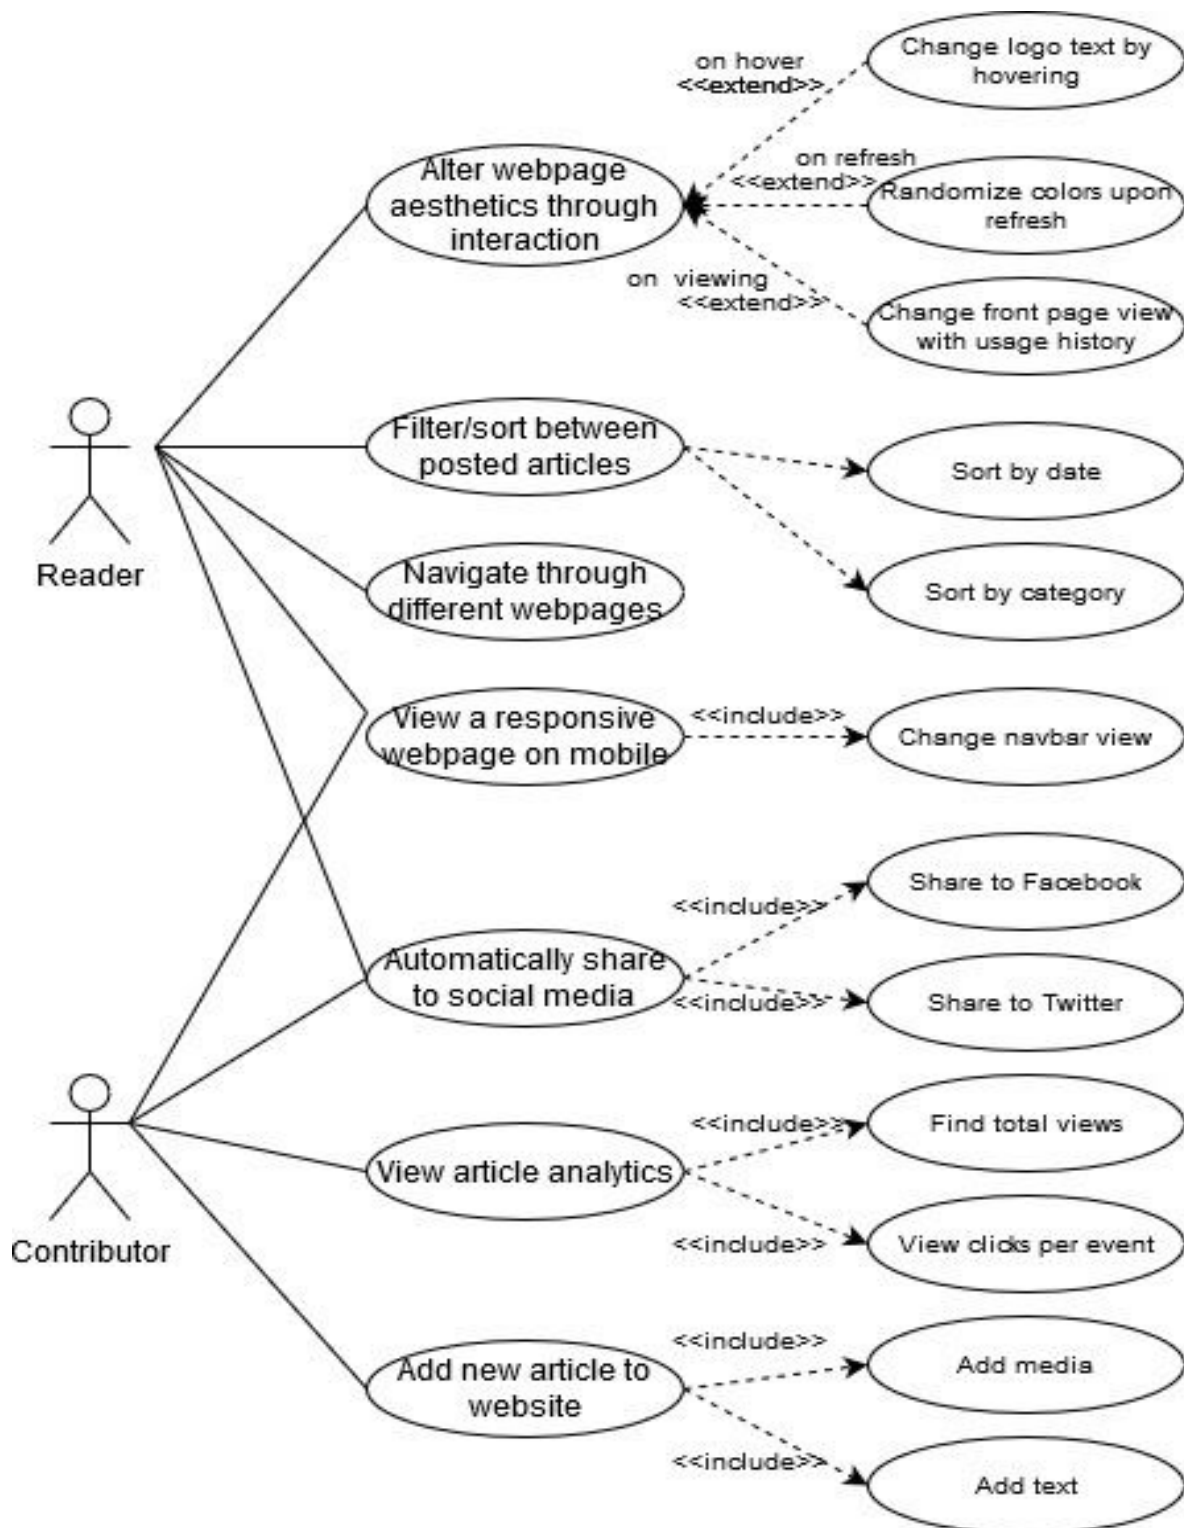 on hover
<<extend>>
Change logo text by
hovering
Alter webpage
aesthetics through
interaction
on refresh
<<extend>>
Randomize colors upon
refresh
on viewing
<<extend>>
Change front page view
with usage history
Reader
Filter/sort between
posted articles
Sort by date
Sort by category
Navigate through
different webpages
View a responsive
webpage on mobile
<<include>>
Change navbar view
Automatically share
to social media
<<include>>
Share to Facebook
<<include>>
Share to Twitter
Contributor
View article analytics
<<include>>
Find total views
<<include>>
View clicks per event
Add new article to
website
<<include>>
Add media
<<include>>
Add text